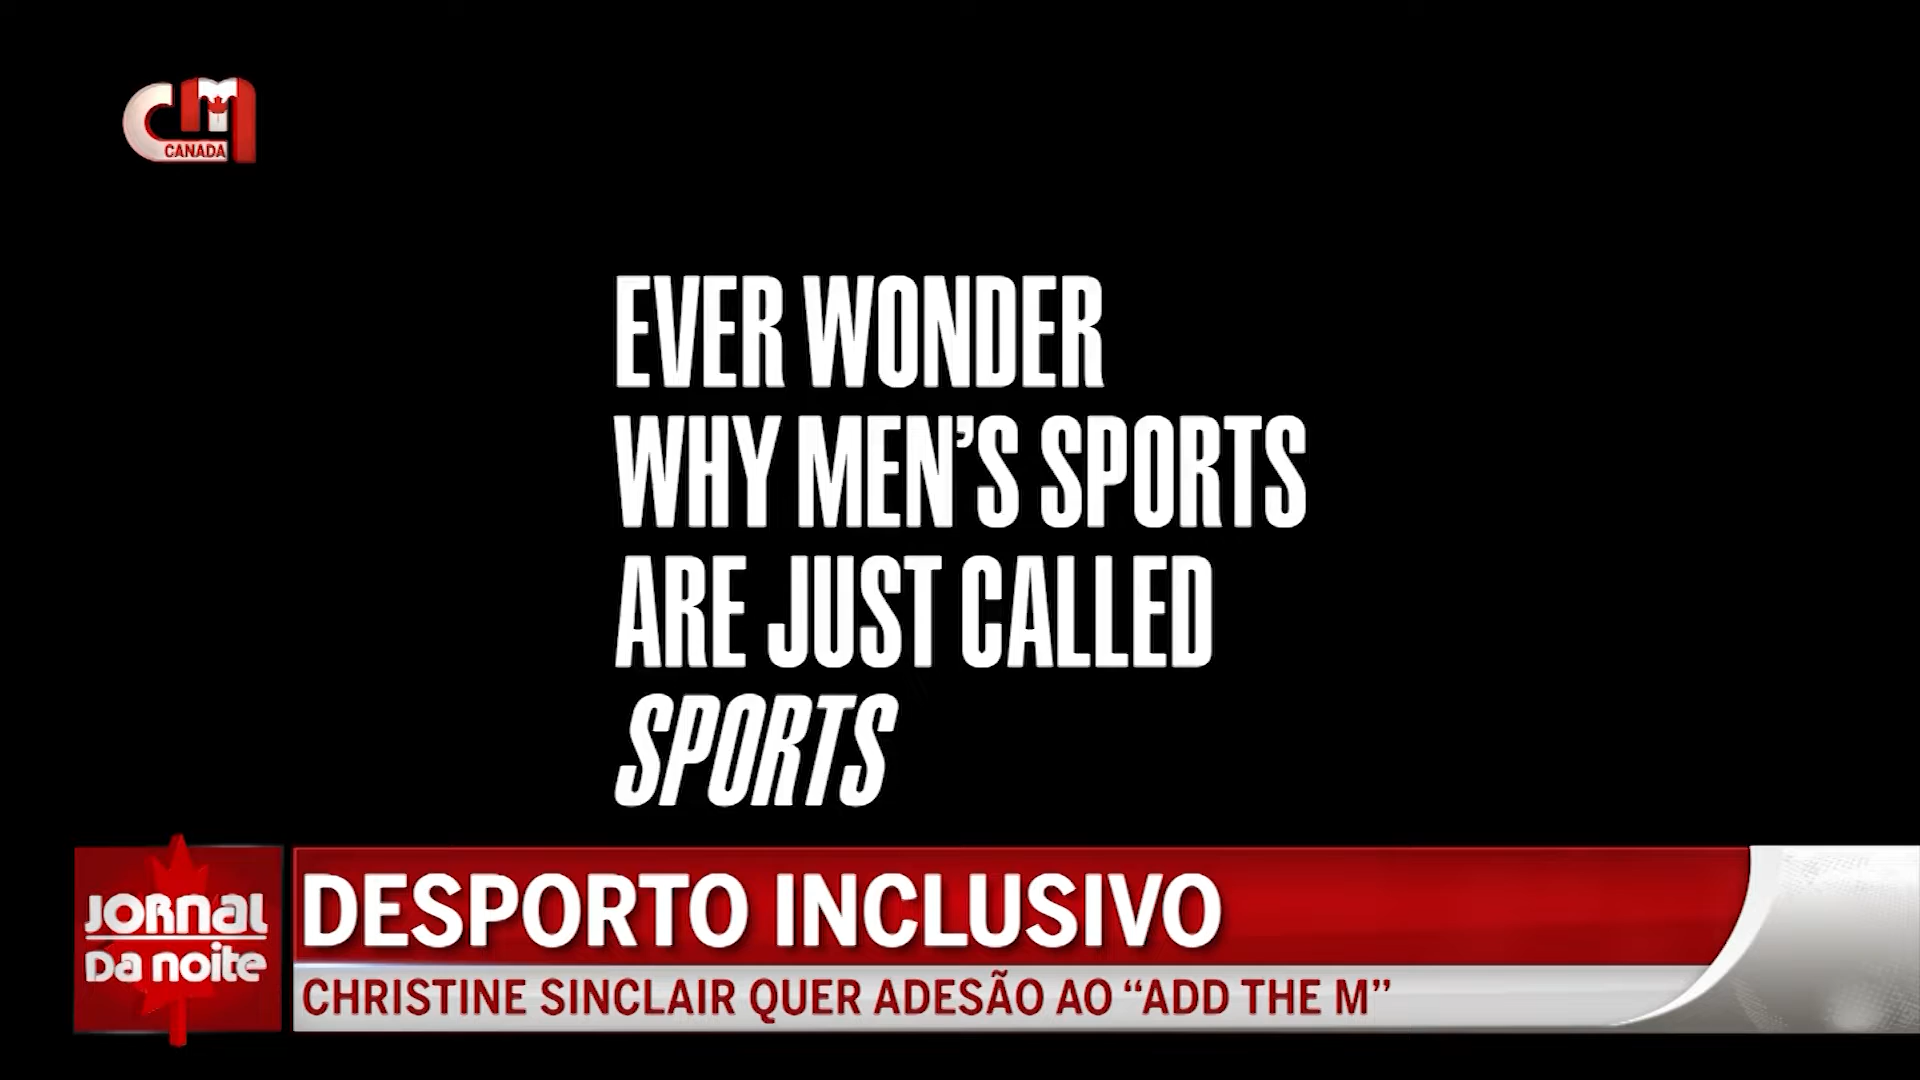 CM
CANADA
EVER WONDER
WHY MEN’S SPORTS
ARE JUST CALLED
SPORTS
JORNAL
DA NOITE
DESPORTO INCLUSIVO
CHRISTINE SINCLAIR QUER ADESÃO AO “ADD THE M”